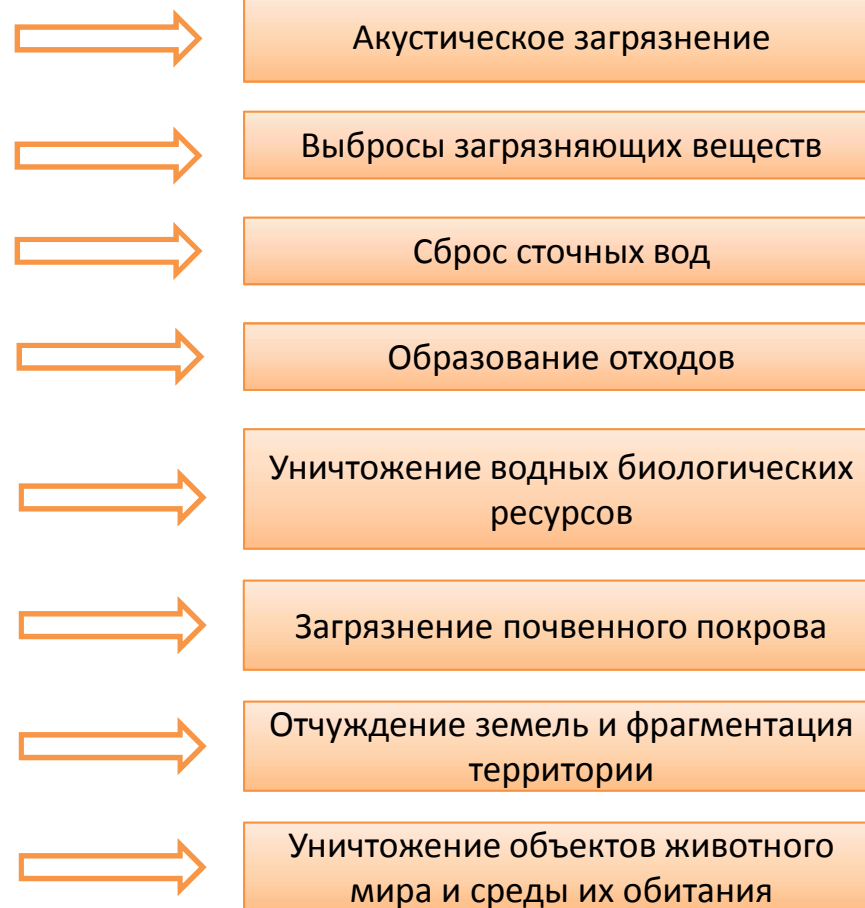 Акустическое загрязнение
Выбросы загрязняющих веществ
Сброс сточных вод
Образование отходов
Уничтожение водных биологических
ресурсов
Загрязнение почвенного покрова
Отчуждение земель и фрагментация
территории
Уничтожение объектов животного
мира и среды их обитания